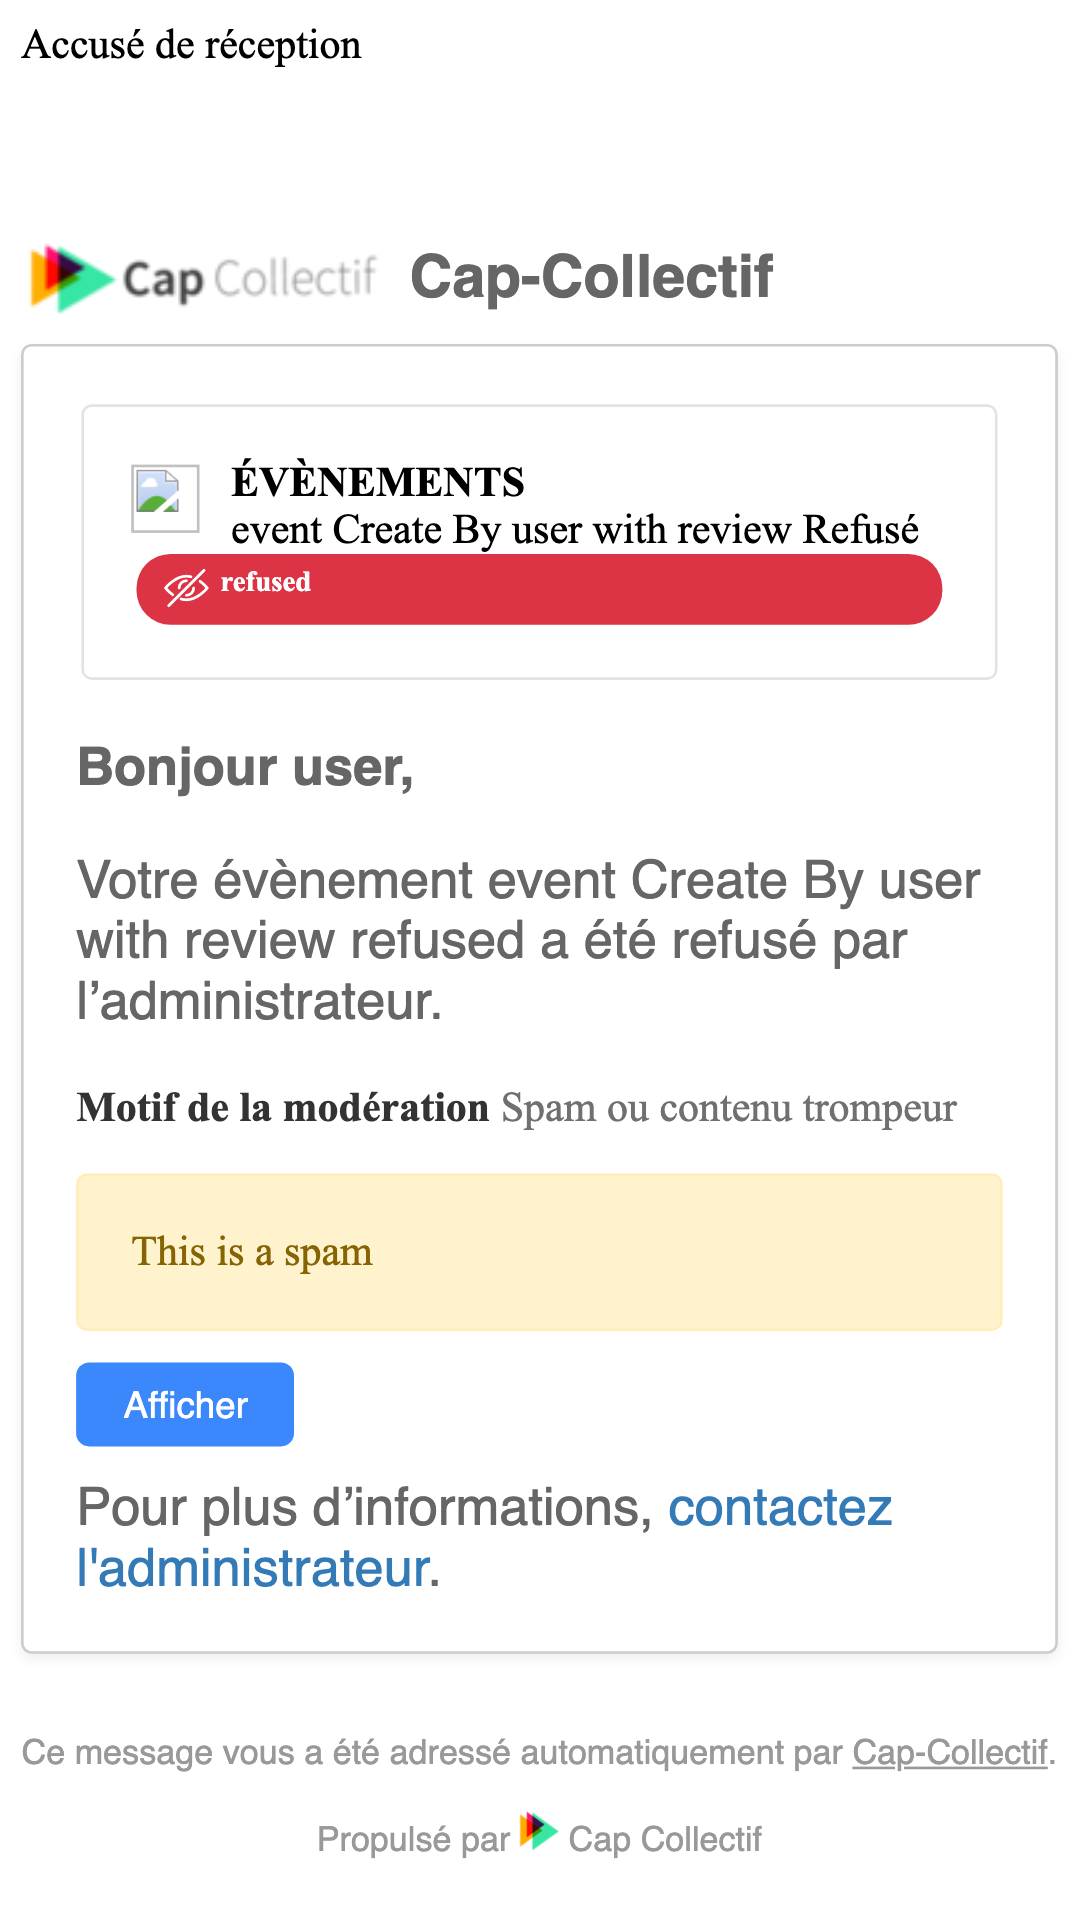 Accusé de réception
Cap Collectif Cap-Collectif
ÉVÈNEMENTS
event Create By user with review Refusé
refused
Bonjour user,
Votre évènement event Create By user
with review refused a été refusé par
l’administrateur.
Motif de la modération Spam ou contenu trompeur
This is a spam
Afficher
Pour plus d’informations, contactez
l'administrateur.
Ce message vous a été adressé automatiquement par Cap-Collectif.
Propulsé par Cap Collectif